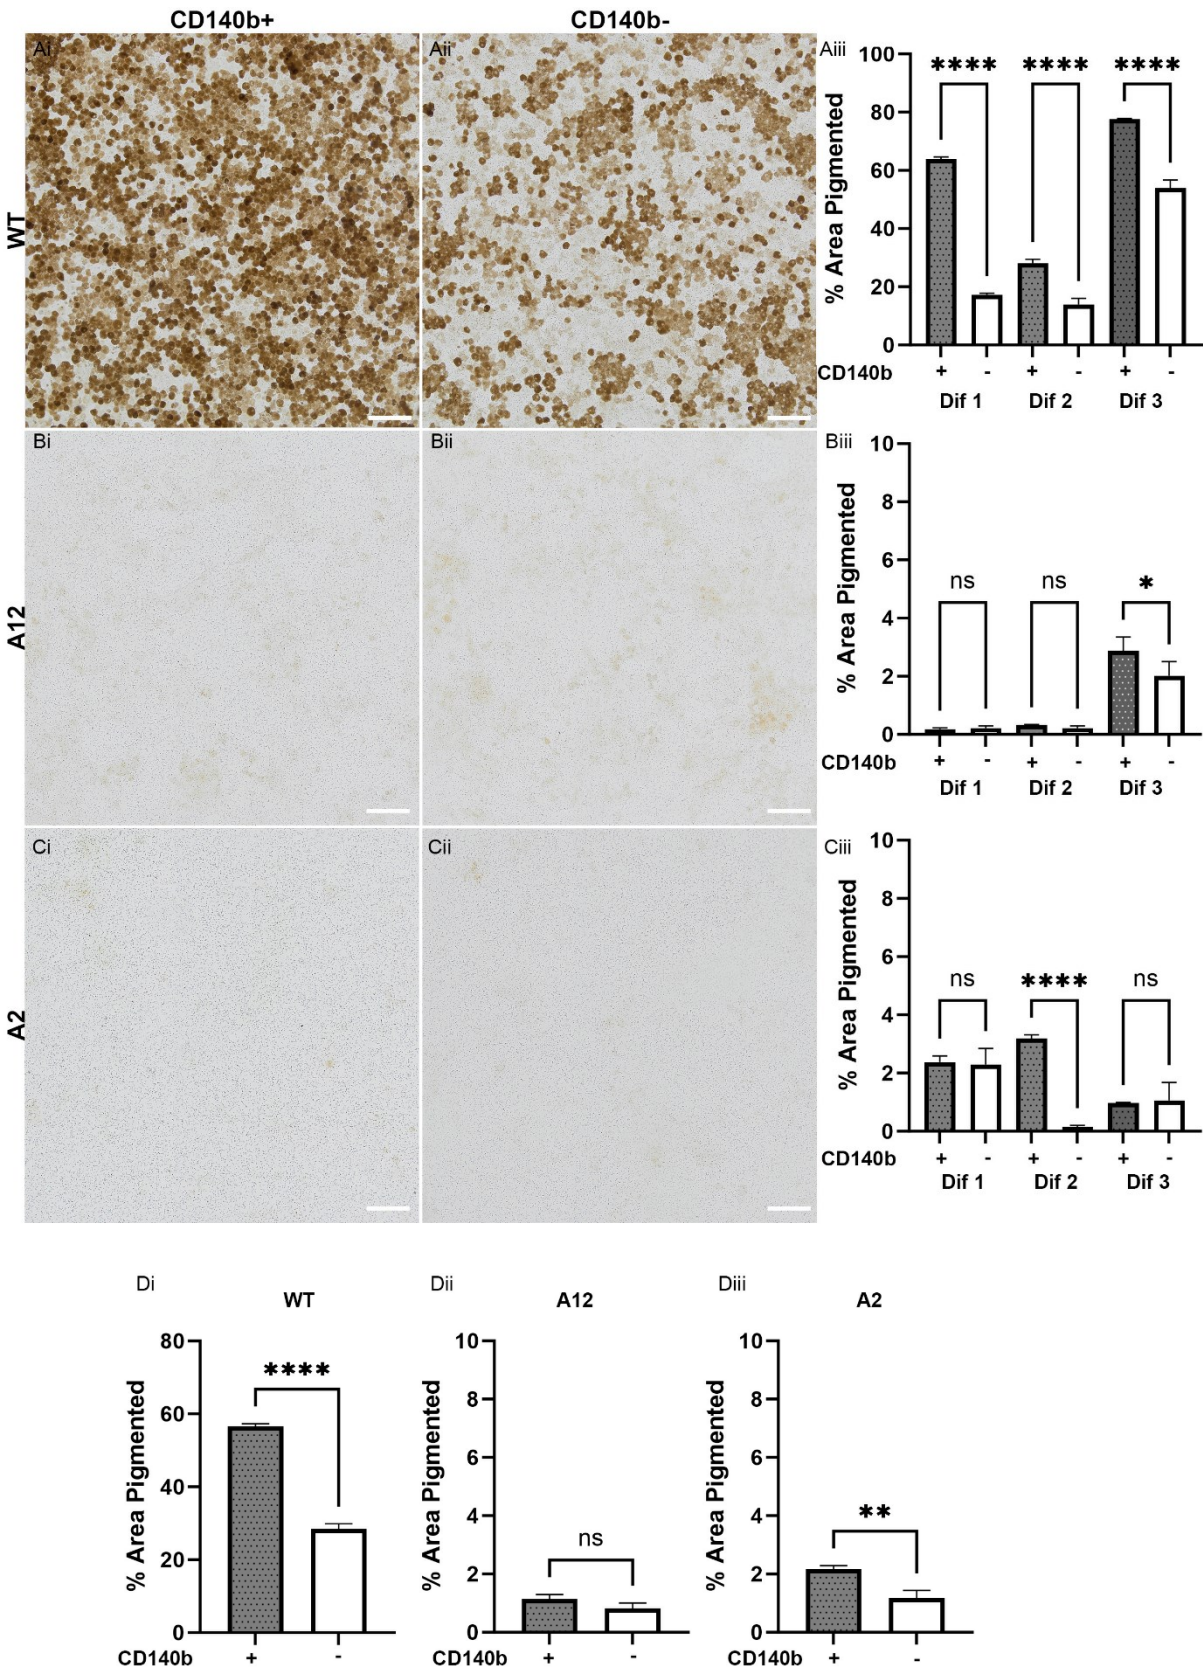 CD140b+ CD140b-
WT
Ai Aii Aiii
% Area Pigmented
100
80
60
40
20
0
**** **** ****
CD140b + - + - + -
Dif 1 Dif 2 Dif 3
A12
Bi Bii Biii
% Area Pigmented
10
8
6
4
2
0
ns ns *
CD140b + - + - + -
Dif 1 Dif 2 Dif 3
A2
Ci Cii Ciii
% Area Pigmented
10
8
6
4
2
0
ns **** ns
CD140b + - + - + -
Dif 1 Dif 2 Dif 3
Di
WT
% Area Pigmented
80
60
40
20
0
****
CD140b + -
Dii
A12
% Area Pigmented
10
8
6
4
2
0
ns
CD140b + -
Diii
A2
% Area Pigmented
10
8
6
4
2
0
**
CD140b + -